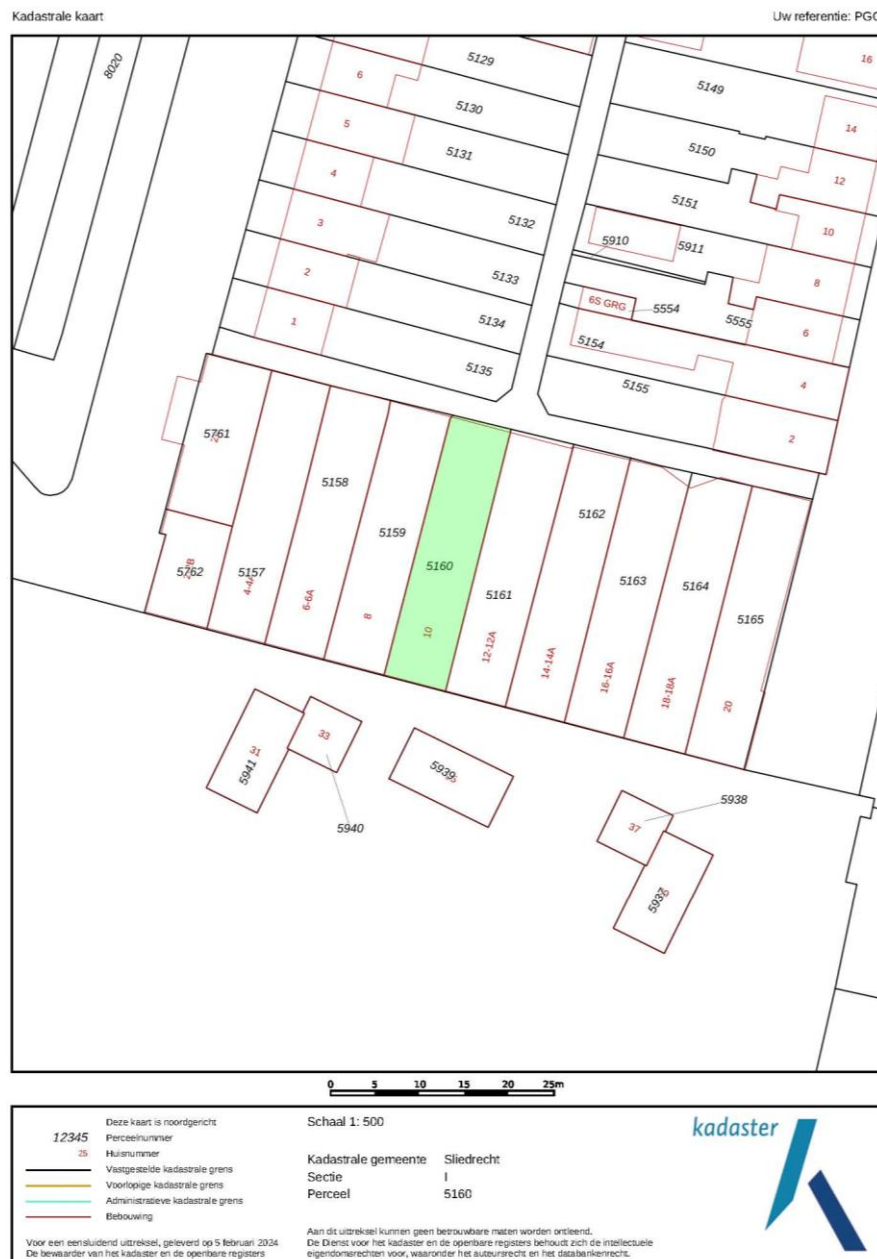 Kadastrale kaart
Uw referentie: PG
8020
5129
16
6
5149
5130
14
5
5131
5150
12
4
5151
5132
10
3
5910
5911
2
5133
8
6S GRG
5554
1
5134
5555
6
5154
5135
5155
4
2
5761
5158
5162
5159
5762
5157
5160
5163
5164
5161
5165
4-4A
6-6A
8
10
12-12A
14-14A
16-16A
18-18A
20
31
33
5941
5939
5938
5940
37
5937
0 5 10 15 20 25m
Deze kaart is noordgericht
12345 Perceelnummer
25 Huisnummer
Vastgestelde kadastrale grens
Voorlopige kadastrale grens
Administratieve kadastrale grens
Bebouwing
Voor een eensluidend uittreksel, geleverd op 5 februari 2024
De bewaarder van het kadaster en de openbare registers
Schaal 1: 500
Kadastrale gemeente Sliedrecht
Sectie I
Perceel 5160
Aan dit uittreksel kunnen geen betrouwbare maten worden ontleend.
De Dienst voor het kadaster en de openbare registers behoudt zich de intellectuele
eigendomsrechten voor, waaronder het auteursrecht en het databankenrecht.
kadaster